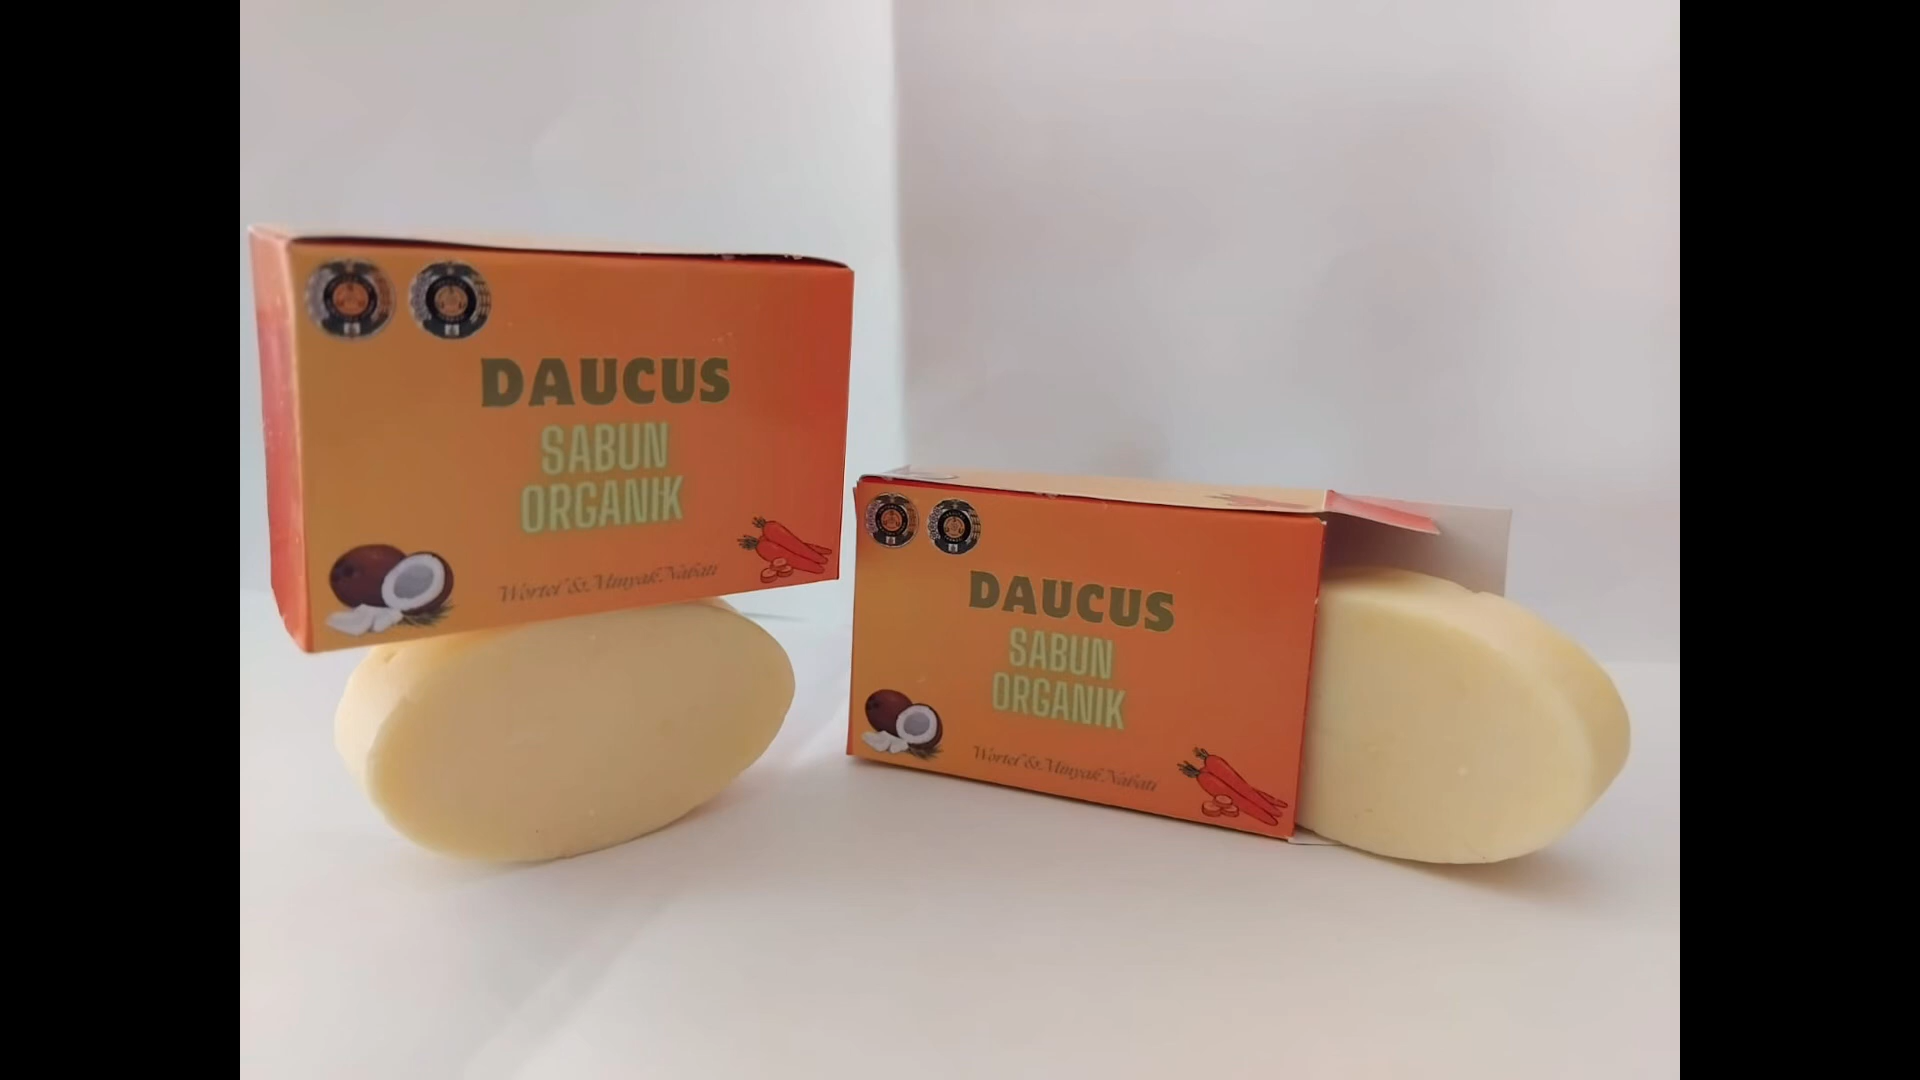 DAUCUS
SABUN
ORGANIK
Wortel & Minyak Nabati
DAUCUS
SABUN
ORGANIK
Wortel & Minyak Nabati